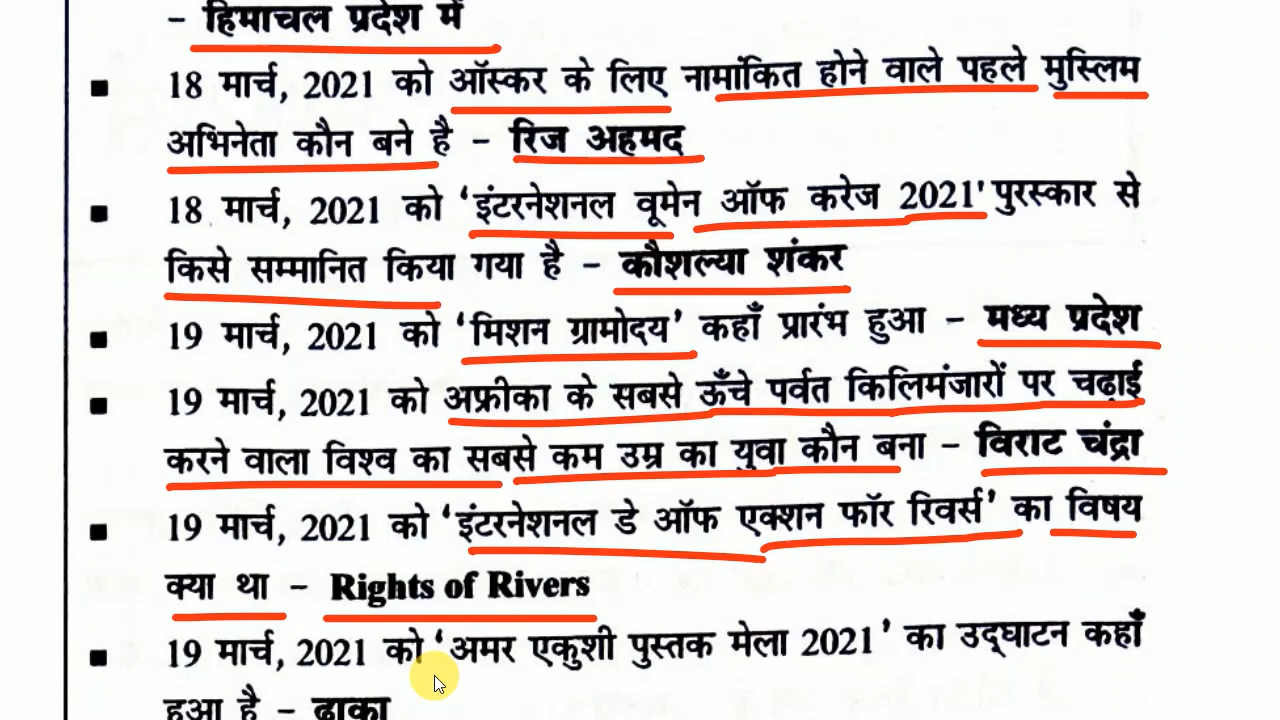 - हिमाचल प्रदेश में
18 मार्च, 2021 को ऑस्कर के लिए नामांकित होने वाले पहले मुस्लिम
अभिनेता कौन बने है - रिज अहमद
18 मार्च, 2021 को 'इंटरनेशनल वूमेन ऑफ करेज 2021' पुरस्कार से
किसे सम्मानित किया गया है - कौशल्या शंकर
19 मार्च, 2021 को 'मिशन ग्रामोदय' कहाँ प्रारंभ हुआ - मध्य प्रदेश
19 मार्च, 2021 को अफ्रीका के सबसे ऊँचे पर्वत किलिमंजारों पर चढ़ाई
करने वाला विश्व का सबसे कम उम्र का युवा कौन बना - विराट चंद्रा
19 मार्च, 2021 को 'इंटरनेशनल डे ऑफ एक्शन फॉर रिवर्स' का विषय
क्या था - Rights of Rivers
19 मार्च, 2021 को 'अमर एकुशी पुस्तक मेला 2021' का उद्घाटन कहाँ
हुआ है - ढाका